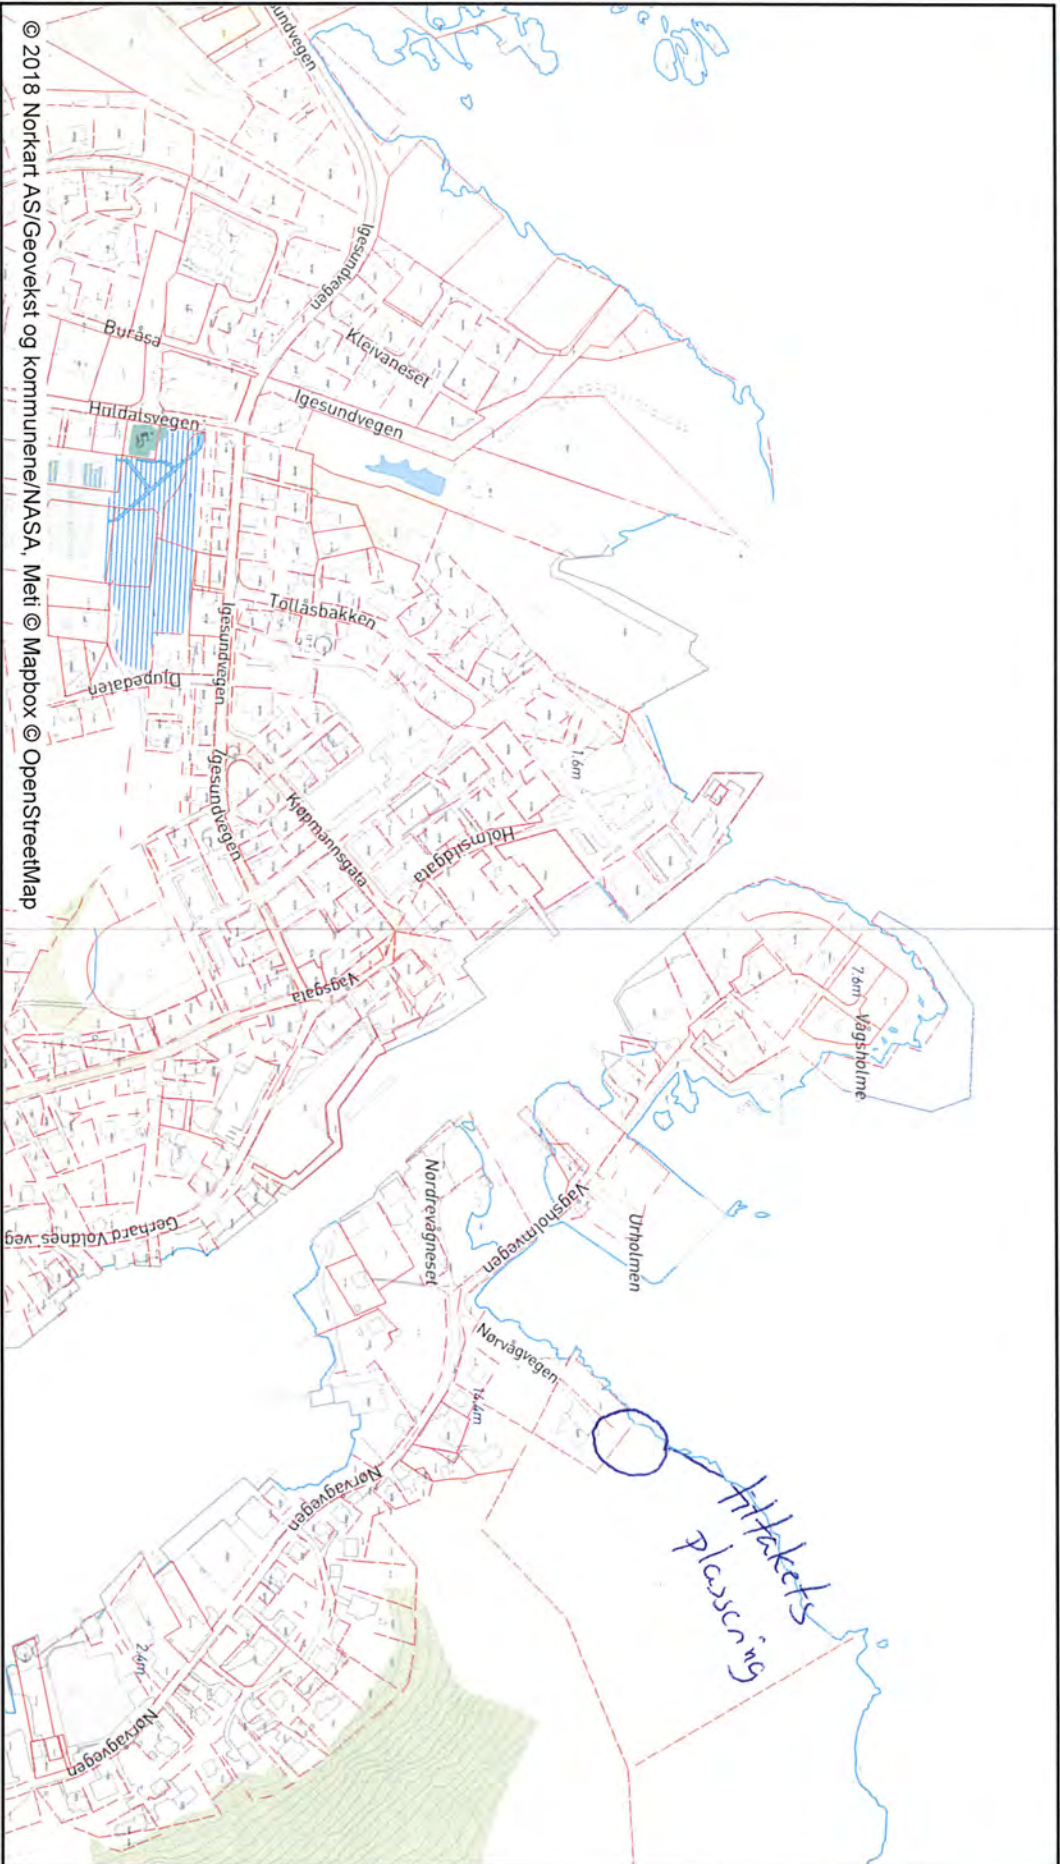 © 2018 Norkart AS/Geovekst og kommunene/NASA, Meti © Mapbox © OpenStreetMap
sundvegen
Igesundvegen
Kleivaneset
Buråsa
Igesundvegen
Huldalsvegen
Tollåsbakken
Igesundvegen
Djupedalen
Igesundvegen
Kjøpmannsgata
Holmsildgata
1.6m
Vågsgata
7.6m
Vågsholme
Nordrevågneset
Vågsholmvegen
Urholmen
Gerhard Voldnes' veg
Nørvågvegen
14.4m
Nørvågvegen
2.4m
Nørvågvegen
tiltakets
plassering